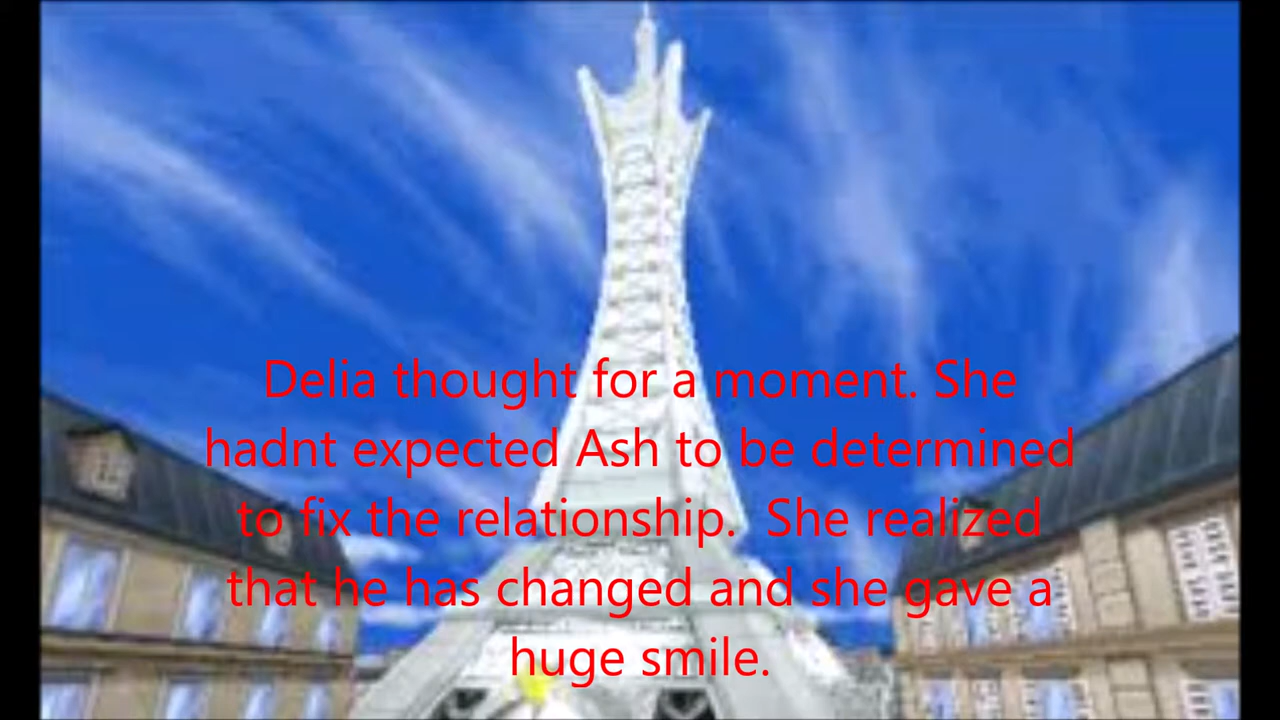 Delia thought for a moment. She
hadnt expected Ash to be determined
to fix the relationship.  She realized
that he has changed and she gave a
huge smile.